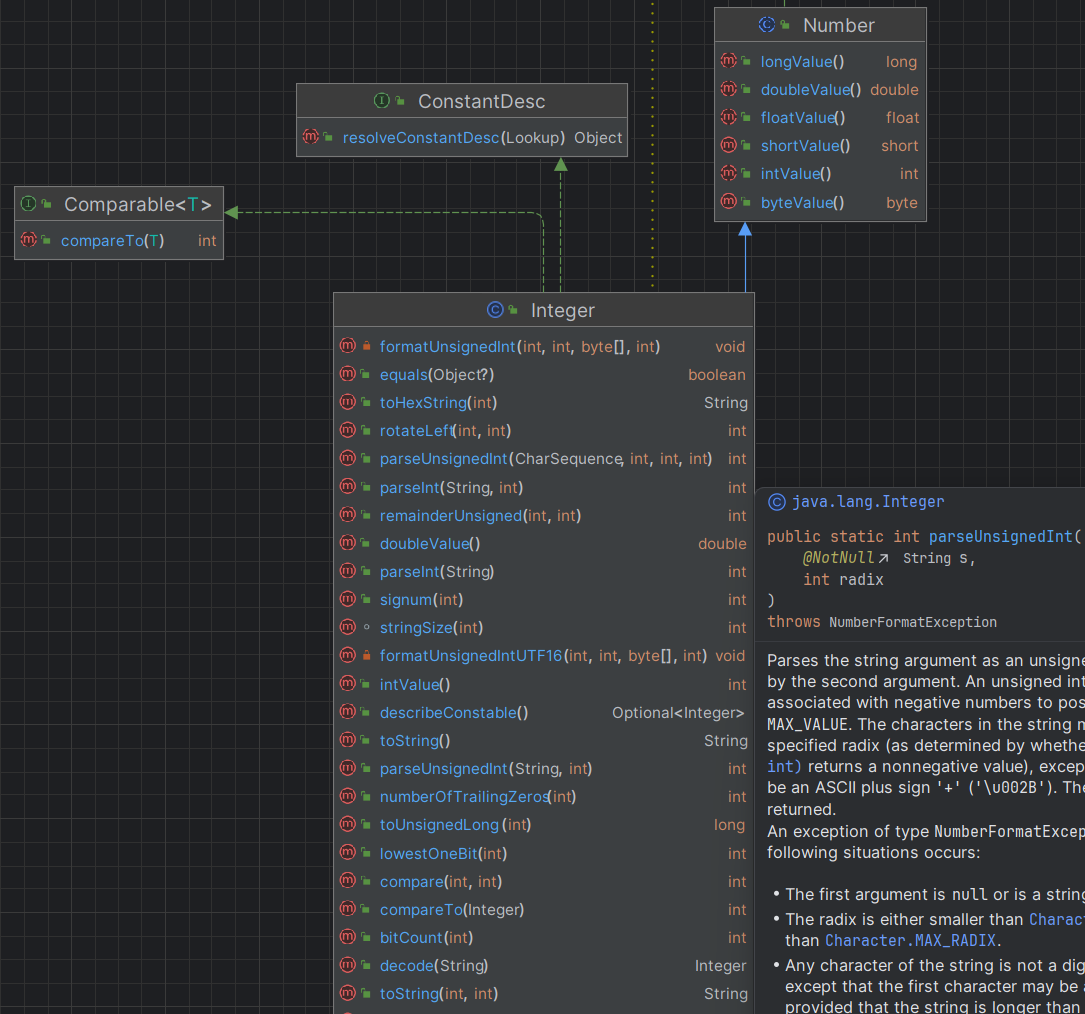 Number
longValue() long
doubleValue() double
floatValue() float
shortValue() short
intValue() int
byteValue() byte
ConstantDesc
resolveConstantDesc(Lookup) Object
Comparable<T>
compareTo(T) int
Integer
formatUnsignedInt(int, int, byte[], int) void
equals(Object?) boolean
toHexString(int) String
rotateLeft(int, int) int
parseUnsignedInt(CharSequence, int, int, int) int
parseInt(String, int) int
remainderUnsigned(int, int) int
doubleValue() double
parseInt(String) int
signum(int) int
stringSize(int) int
formatUnsignedIntUTF16(int, int, byte[], int) void
intValue() int
describeConstable() Optional<Integer>
toString() String
parseUnsignedInt(String, int) int
numberOfTrailingZeros(int) int
toUnsignedLong(int) long
lowestOneBit(int) int
compare(int, int) int
compareTo(Integer) int
bitCount(int) int
decode(String) Integer
toString(int, int) String
java.lang.Integer
public static int parseUnsignedInt(
@NotNull↗ String s,
int radix
)
throws NumberFormatException
Parses the string argument as an unsigne
by the second argument. An unsigned int
associated with negative numbers to pos
MAX_VALUE. The characters in the string m
specified radix (as determined by whethe
int) returns a nonnegative value), excep
be an ASCII plus sign '+' ('\u002B'). The
returned.
An exception of type NumberFormatExcep
following situations occurs:
• The first argument is null or is a string
• The radix is either smaller than Charac
than Character.MAX_RADIX.
• Any character of the string is not a dig
except that the first character may be a
provided that the string is longer than